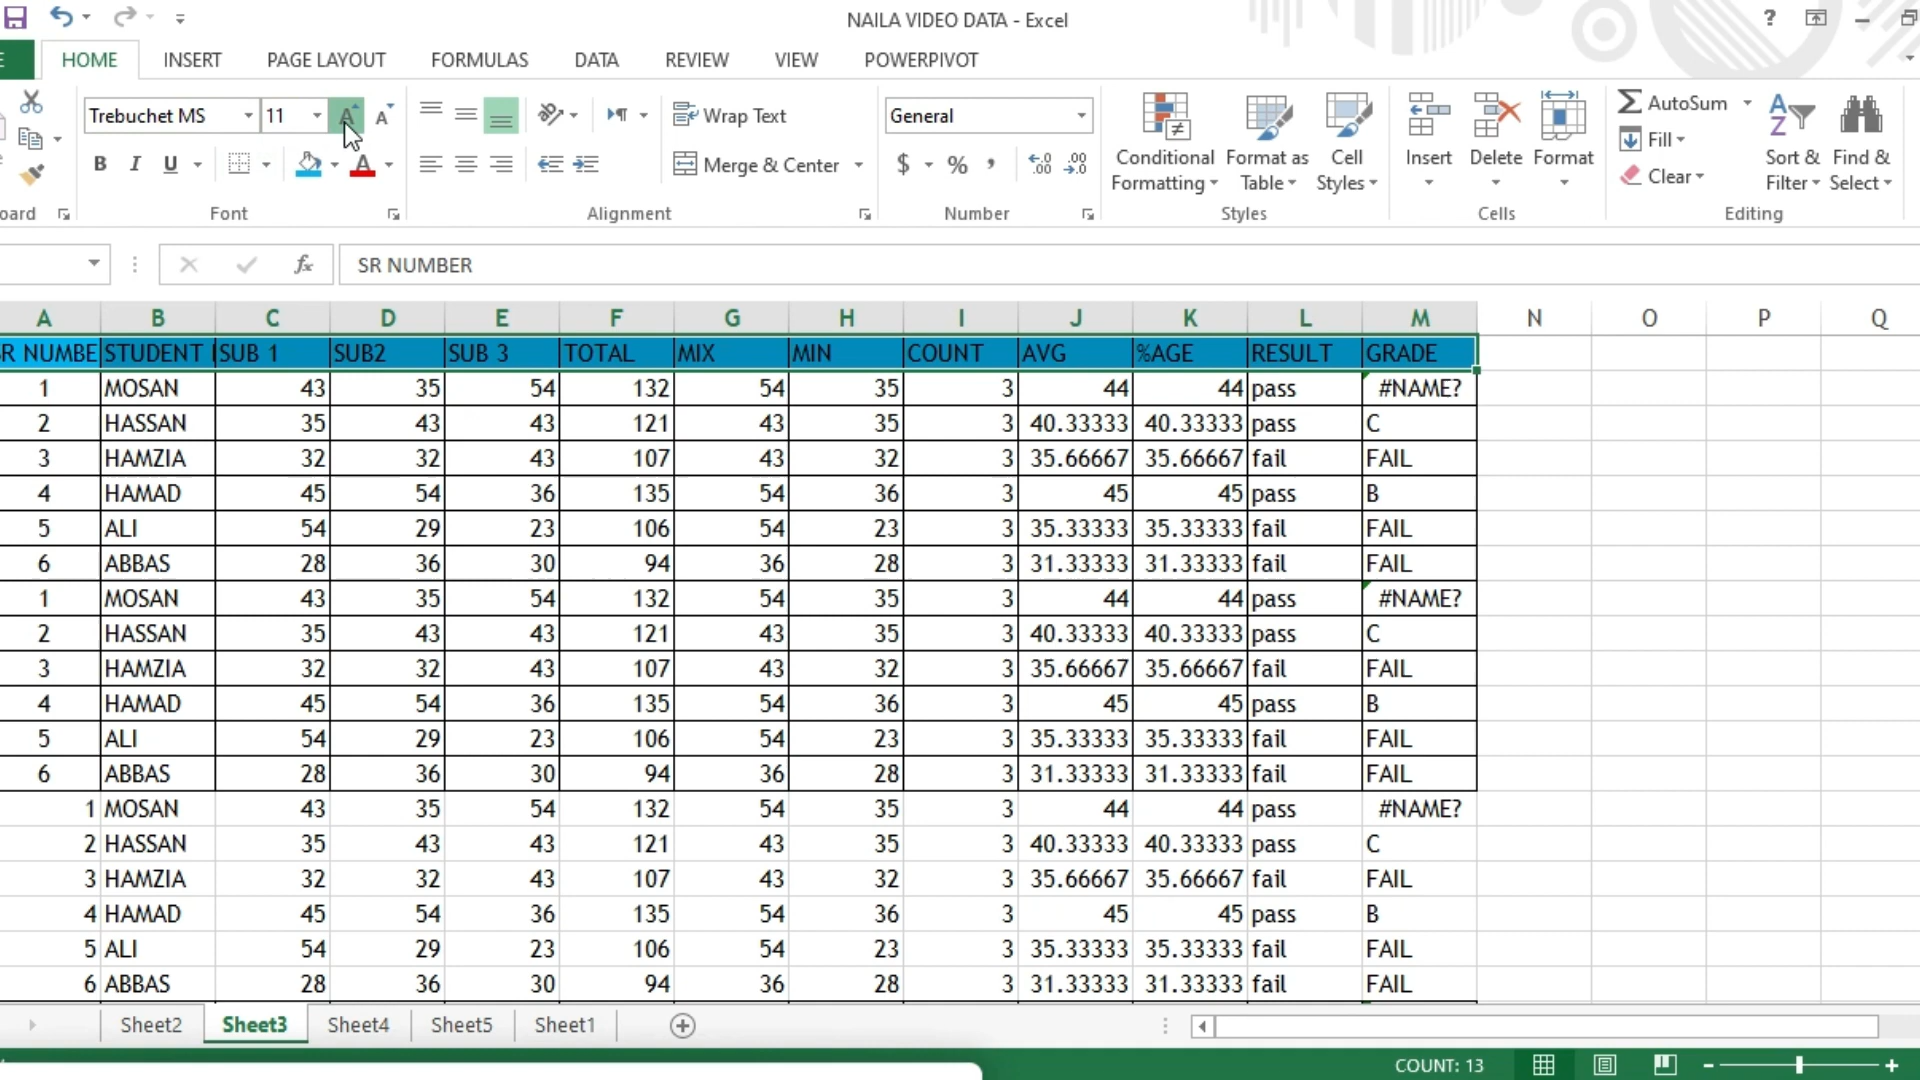 NAILA VIDEO DATA - Excel
?
HOME INSERT PAGE LAYOUT FORMULAS DATA REVIEW VIEW POWERPIVOT
Trebuchet MS 11 A A Wrap Text General AutoSum
B I U A Merge & Center $ % , Conditional Formatting Format as Table Cell Styles Insert Delete Format Fill Clear Sort & Filter Find & Select
oard Font Alignment Number Styles Cells Editing
fx SR NUMBER
A B C D E F G H I J K L M N O P Q
R NUMBE STUDENT SUB 1 SUB2 SUB 3 TOTAL MIX MIN COUNT AVG %AGE RESULT GRADE
1 MOSAN 43 35 54 132 54 35 3 44 44 pass #NAME?
2 HASSAN 35 43 43 121 43 35 3 40.33333 40.33333 pass C
3 HAMZIA 32 32 43 107 43 32 3 35.66667 35.66667 fail FAIL
4 HAMAD 45 54 36 135 54 36 3 45 45 pass B
5 ALI 54 29 23 106 54 23 3 35.33333 35.33333 fail FAIL
6 ABBAS 28 36 30 94 36 28 3 31.33333 31.33333 fail FAIL
1 MOSAN 43 35 54 132 54 35 3 44 44 pass #NAME?
2 HASSAN 35 43 43 121 43 35 3 40.33333 40.33333 pass C
3 HAMZIA 32 32 43 107 43 32 3 35.66667 35.66667 fail FAIL
4 HAMAD 45 54 36 135 54 36 3 45 45 pass B
5 ALI 54 29 23 106 54 23 3 35.33333 35.33333 fail FAIL
6 ABBAS 28 36 30 94 36 28 3 31.33333 31.33333 fail FAIL
1 MOSAN 43 35 54 132 54 35 3 44 44 pass #NAME?
2 HASSAN 35 43 43 121 43 35 3 40.33333 40.33333 pass C
3 HAMZIA 32 32 43 107 43 32 3 35.66667 35.66667 fail FAIL
4 HAMAD 45 54 36 135 54 36 3 45 45 pass B
5 ALI 54 29 23 106 54 23 3 35.33333 35.33333 fail FAIL
6 ABBAS 28 36 30 94 36 28 3 31.33333 31.33333 fail FAIL
Sheet2 Sheet3 Sheet4 Sheet5 Sheet1
COUNT: 13